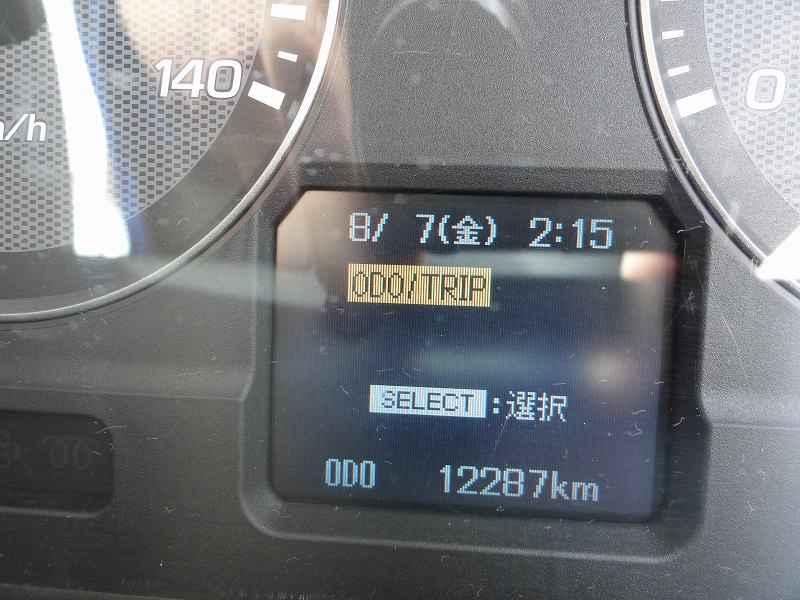 140
0
m/h
8/ 7(金) 2:15
ODO/TRIP
SELECT:選択
ODO 12287km